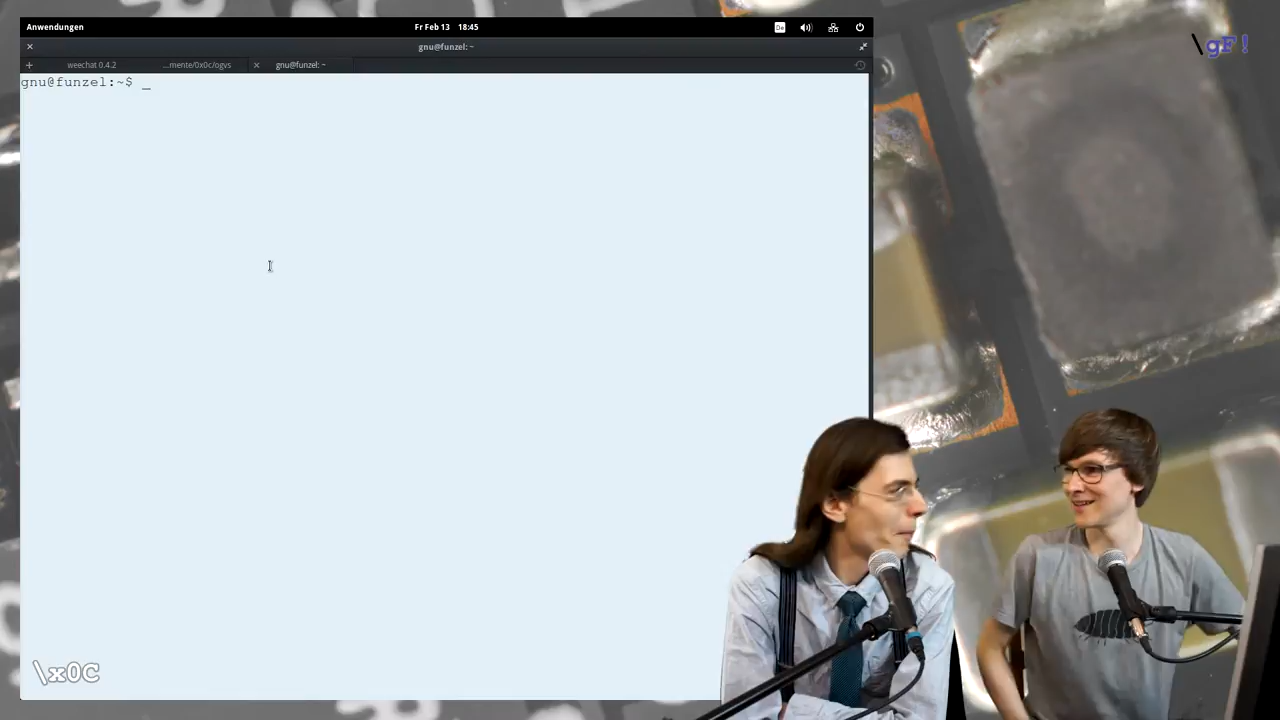 Anwendungen
Fr Feb 13 18:45
De
gnu@funzel: ~
weechat 0.4.2
...mente/0x0c/ogvs
gnu@funzel: ~
gnu@funzel:~$ _
\gF!
\x0C